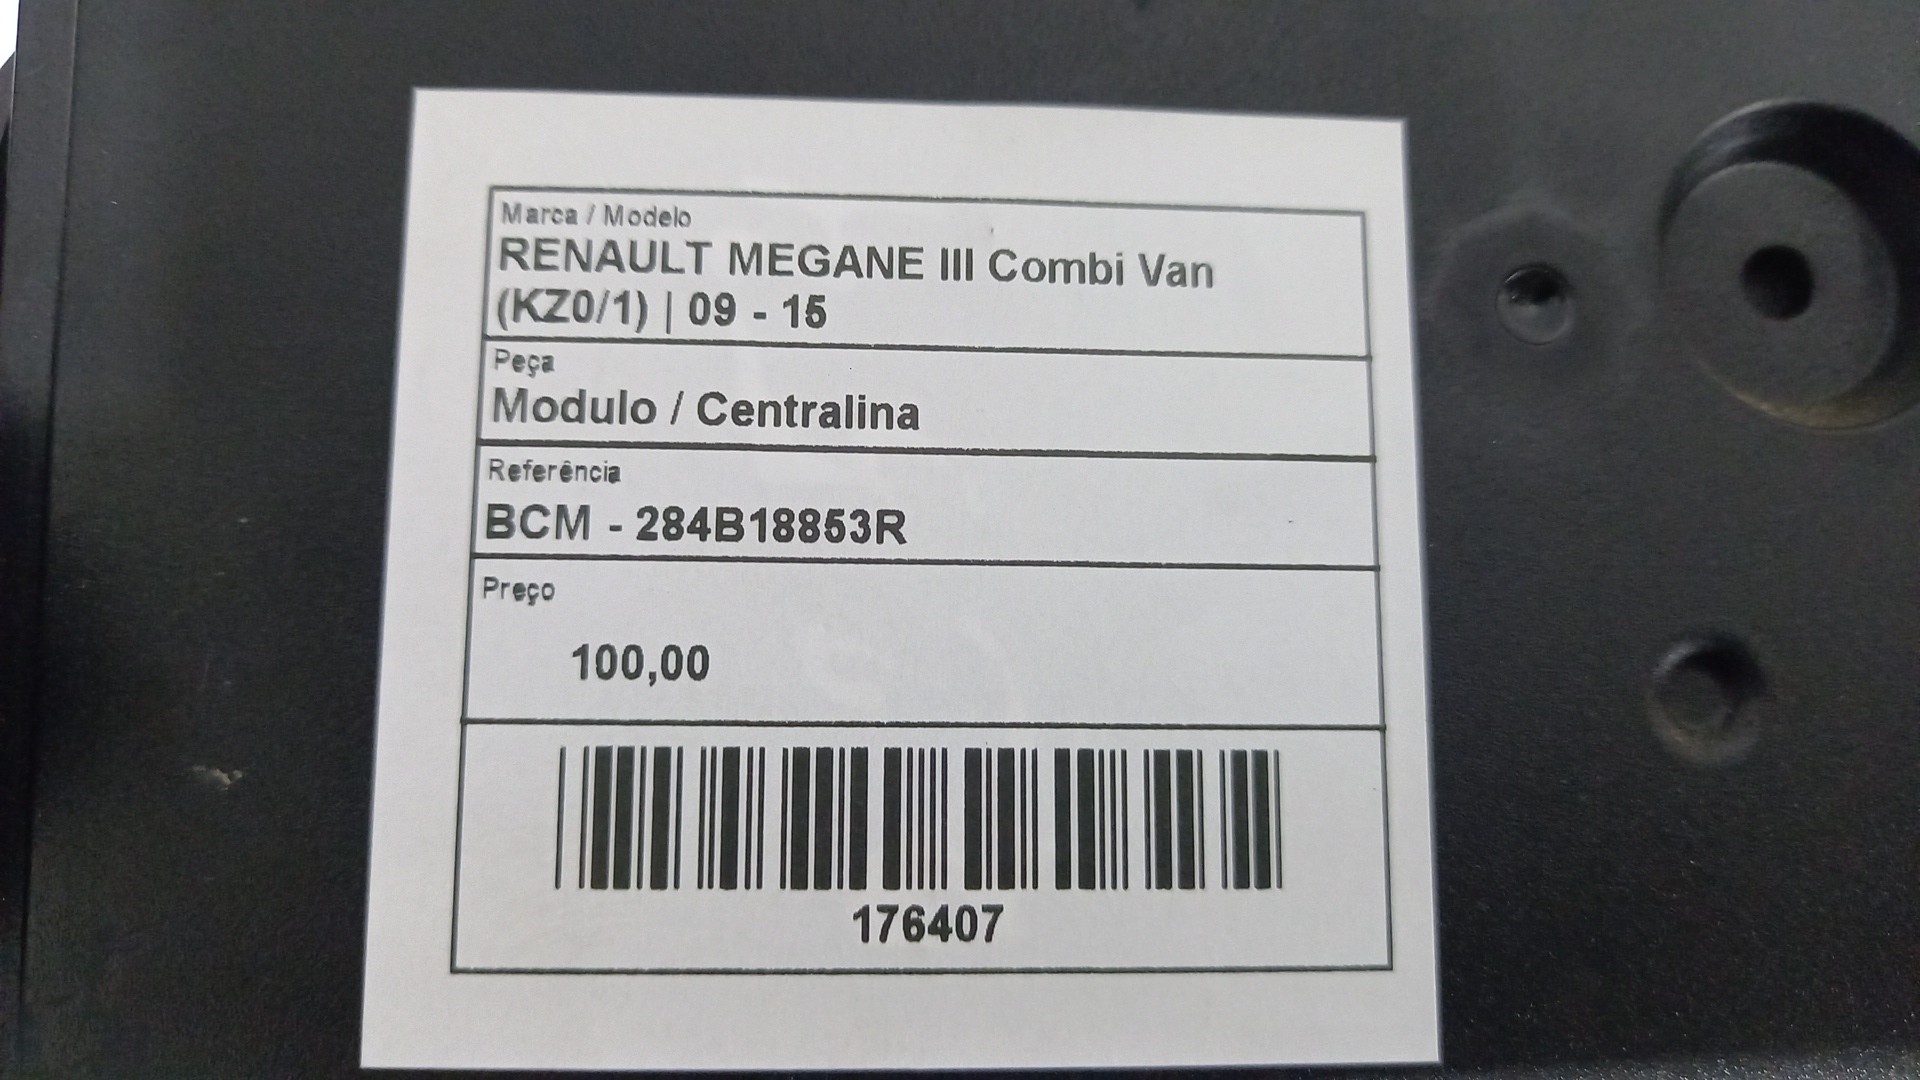 Marca / Modelo
RENAULT MEGANE III Combi Van
(KZ0/1) | 09 - 15
Peça
Modulo / Centralina
Referência
BCM - 284B18853R
Preço
100,00
176407